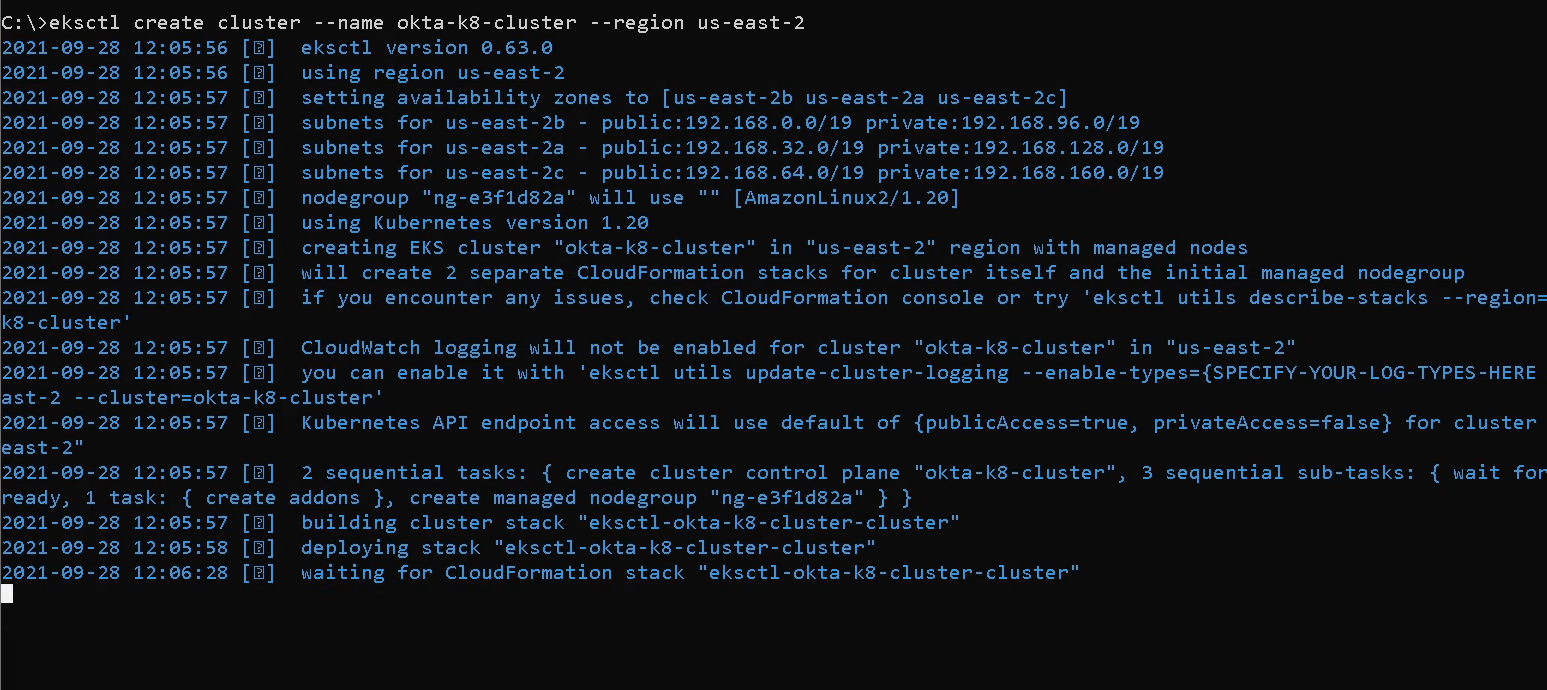 C:\>eksctl create cluster --name okta-k8-cluster --region us-east-2
2021-09-28 12:05:56 [⍰]  eksctl version 0.63.0
2021-09-28 12:05:56 [⍰]  using region us-east-2
2021-09-28 12:05:57 [⍰]  setting availability zones to [us-east-2b us-east-2a us-east-2c]
2021-09-28 12:05:57 [⍰]  subnets for us-east-2b - public:192.168.0.0/19 private:192.168.96.0/19
2021-09-28 12:05:57 [⍰]  subnets for us-east-2a - public:192.168.32.0/19 private:192.168.128.0/19
2021-09-28 12:05:57 [⍰]  subnets for us-east-2c - public:192.168.64.0/19 private:192.168.160.0/19
2021-09-28 12:05:57 [⍰]  nodegroup "ng-e3f1d82a" will use "" [AmazonLinux2/1.20]
2021-09-28 12:05:57 [⍰]  using Kubernetes version 1.20
2021-09-28 12:05:57 [⍰]  creating EKS cluster "okta-k8-cluster" in "us-east-2" region with managed nodes
2021-09-28 12:05:57 [⍰]  will create 2 separate CloudFormation stacks for cluster itself and the initial managed nodegroup
2021-09-28 12:05:57 [⍰]  if you encounter any issues, check CloudFormation console or try 'eksctl utils describe-stacks --region=
k8-cluster'
2021-09-28 12:05:57 [⍰]  CloudWatch logging will not be enabled for cluster "okta-k8-cluster" in "us-east-2"
2021-09-28 12:05:57 [⍰]  you can enable it with 'eksctl utils update-cluster-logging --enable-types={SPECIFY-YOUR-LOG-TYPES-HERE
ast-2 --cluster=okta-k8-cluster'
2021-09-28 12:05:57 [⍰]  Kubernetes API endpoint access will use default of {publicAccess=true, privateAccess=false} for cluster
east-2"
2021-09-28 12:05:57 [⍰]  2 sequential tasks: { create cluster control plane "okta-k8-cluster", 3 sequential sub-tasks: { wait for
ready, 1 task: { create addons }, create managed nodegroup "ng-e3f1d82a" } }
2021-09-28 12:05:57 [⍰]  building cluster stack "eksctl-okta-k8-cluster-cluster"
2021-09-28 12:05:58 [⍰]  deploying stack "eksctl-okta-k8-cluster-cluster"
2021-09-28 12:06:28 [⍰]  waiting for CloudFormation stack "eksctl-okta-k8-cluster-cluster"